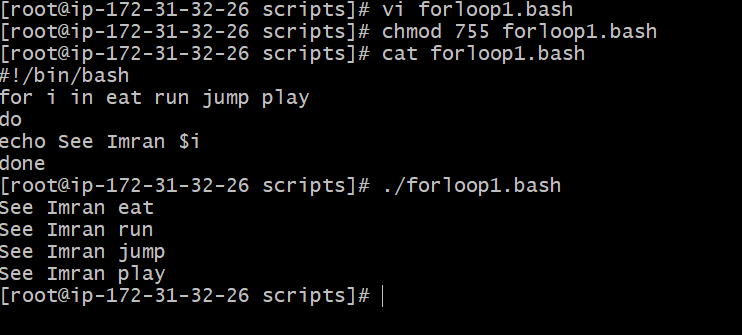 [root@ip-172-31-32-26 scripts]# vi forloop1.bash
[root@ip-172-31-32-26 scripts]# chmod 755 forloop1.bash
[root@ip-172-31-32-26 scripts]# cat forloop1.bash
#!/bin/bash
for i in eat run jump play
do
echo See Imran $i
done
[root@ip-172-31-32-26 scripts]# ./forloop1.bash
See Imran eat
See Imran run
See Imran jump
See Imran play
[root@ip-172-31-32-26 scripts]#